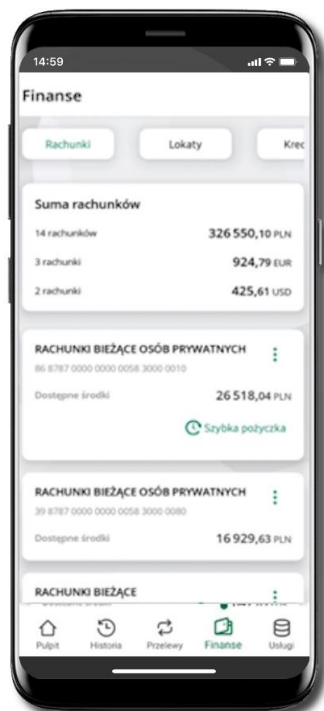 14:59
Finanse
Rachunki Lokaty Krec
Suma rachunków
14 rachunków 326 550,10 PLN
3 rachunki 924,79 EUR
2 rachunki 425,61 USD
RACHUNKI BIEŻĄCE OSÓB PRYWATNYCH
86 8787 0000 0000 0058 3000 0010
Dostępne środki 26 518,04 PLN
Szybka pożyczka
RACHUNKI BIEŻĄCE OSÓB PRYWATNYCH
39 8787 0000 0000 0058 3000 0080
Dostępne środki 16 929,63 PLN
RACHUNKI BIEŻĄCE
Pulpit Historia Przelewy Finanse Usługi